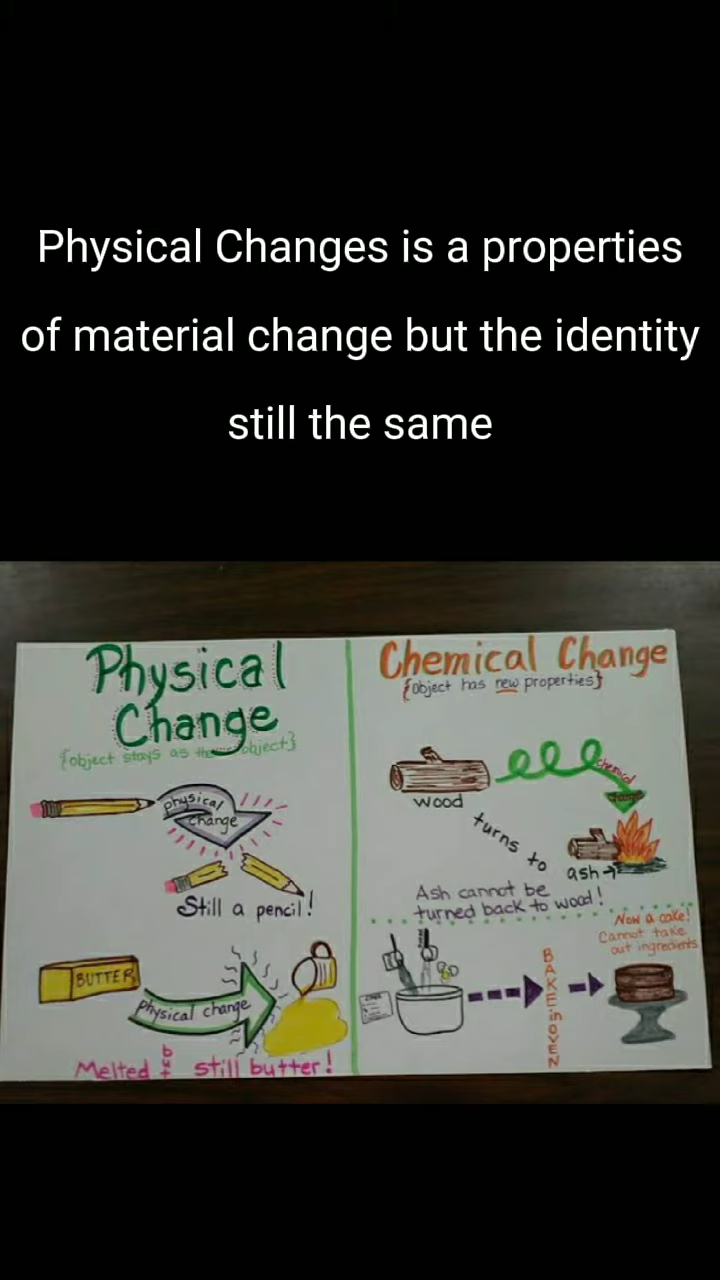 Physical Changes is a properties
of material change but the identity
still the same
Physical
Change
{object stays as the object}
physical
change
Still a pencil!
BUTTER
physical change
Melted but still butter!
Chemical Change
{object has new properties}
wood
chemical
change
turns to
ash
Ash cannot be
turned back to wood!
Now a cake!
Cannot take
out ingredients
BAKE in OVEN